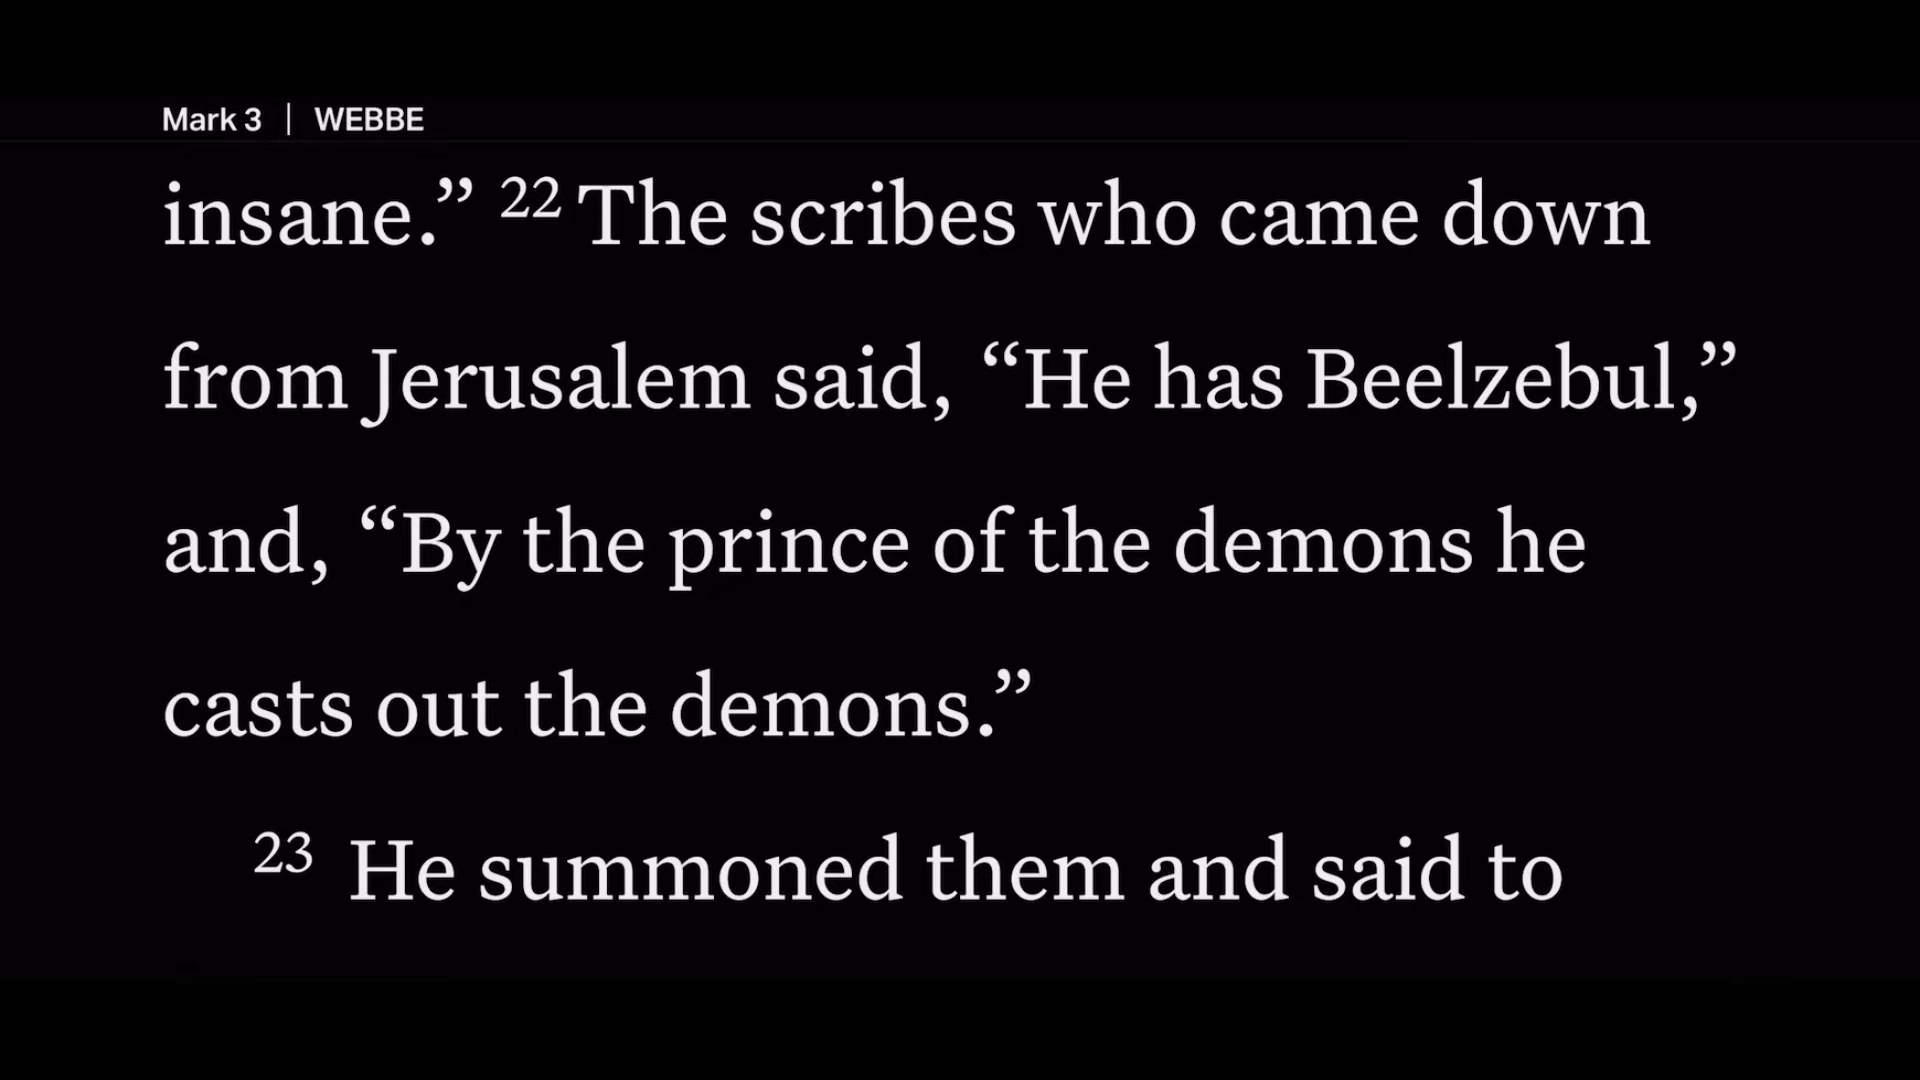 Mark 3 | WEBBE
insane.” 22 The scribes who came down
from Jerusalem said, “He has Beelzebul,”
and, “By the prince of the demons he
casts out the demons.”
23 He summoned them and said to